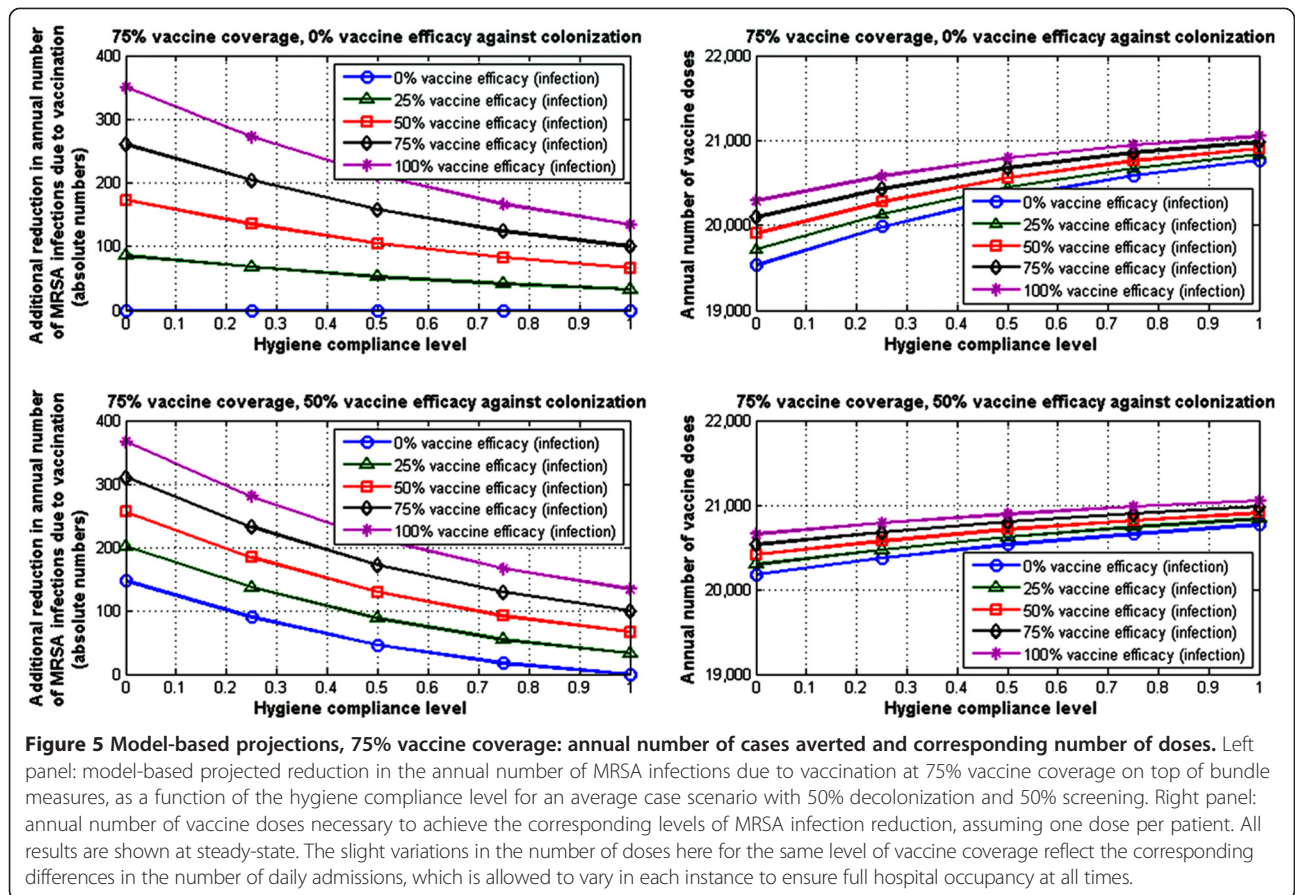 75% vaccine coverage, 0% vaccine efficacy against colonization
Additional reduction in annual number
of MRSA infections due to vaccination
(absolute numbers)
400
300
200
100
0
0% vaccine efficacy (infection)
25% vaccine efficacy (infection)
50% vaccine efficacy (infection)
75% vaccine efficacy (infection)
100% vaccine efficacy (infection)
0 0.1 0.2 0.3 0.4 0.5 0.6 0.7 0.8 0.9 1
Hygiene compliance level
75% vaccine coverage, 0% vaccine efficacy against colonization
Annual number of vaccine doses
22,000
21,000
20,000
19,000
0% vaccine efficacy (infection)
25% vaccine efficacy (infection)
50% vaccine efficacy (infection)
75% vaccine efficacy (infection)
100% vaccine efficacy (infection)
0 0.1 0.2 0.3 0.4 0.5 0.6 0.7 0.8 0.9 1
Hygiene compliance level
75% vaccine coverage, 50% vaccine efficacy against colonization
Additional reduction in annual number
of MRSA infections due to vaccination
(absolute numbers)
400
300
200
100
0
0% vaccine efficacy (infection)
25% vaccine efficacy (infection)
50% vaccine efficacy (infection)
75% vaccine efficacy (infection)
100% vaccine efficacy (infection)
0 0.1 0.2 0.3 0.4 0.5 0.6 0.7 0.8 0.9 1
Hygiene compliance level
75% vaccine coverage, 50% vaccine efficacy against colonization
Annual number of vaccine doses
22,000
21,000
20,000
19,000
0% vaccine efficacy (infection)
25% vaccine efficacy (infection)
50% vaccine efficacy (infection)
75% vaccine efficacy (infection)
100% vaccine efficacy (infection)
0 0.1 0.2 0.3 0.4 0.5 0.6 0.7 0.8 0.9 1
Hygiene compliance level
Figure 5 Model-based projections, 75% vaccine coverage: annual number of cases averted and corresponding number of doses. Left
panel: model-based projected reduction in the annual number of MRSA infections due to vaccination at 75% vaccine coverage on top of bundle
measures, as a function of the hygiene compliance level for an average case scenario with 50% decolonization and 50% screening. Right panel:
annual number of vaccine doses necessary to achieve the corresponding levels of MRSA infection reduction, assuming one dose per patient. All
results are shown at steady-state. The slight variations in the number of doses here for the same level of vaccine coverage reflect the corresponding
differences in the number of daily admissions, which is allowed to vary in each instance to ensure full hospital occupancy at all times.